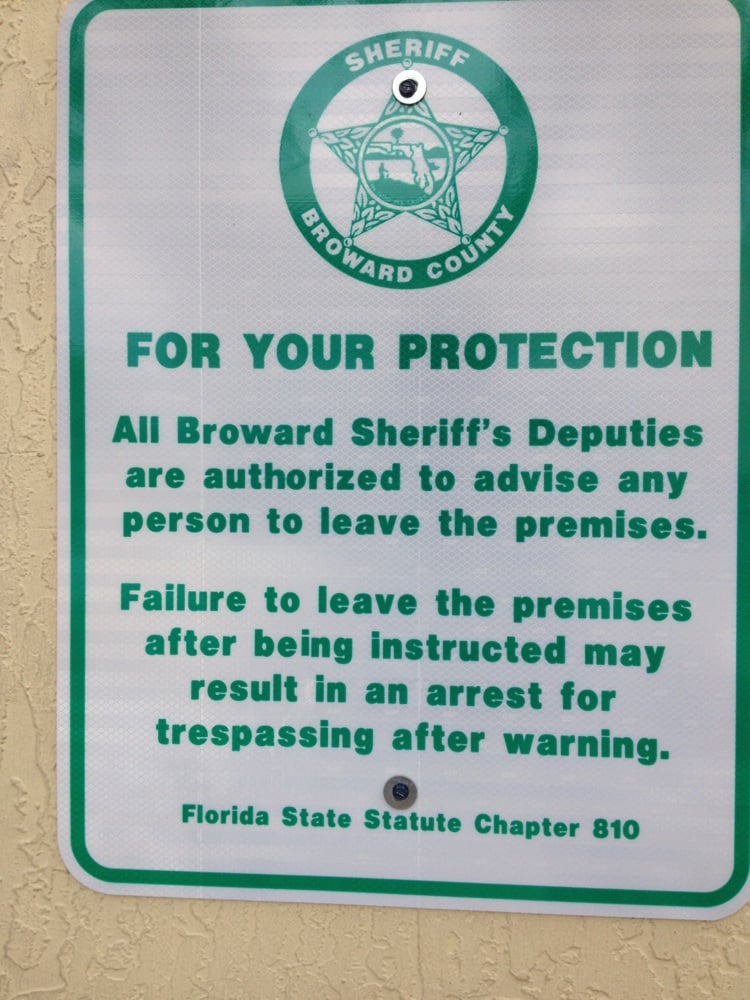 SHERIFF
BROWARD COUNTY
FOR YOUR PROTECTION
All Broward Sheriff's Deputies
are authorized to advise any
person to leave the premises.
Failure to leave the premises
after being instructed may
result in an arrest for
trespassing after warning.
Florida State Statute Chapter 810